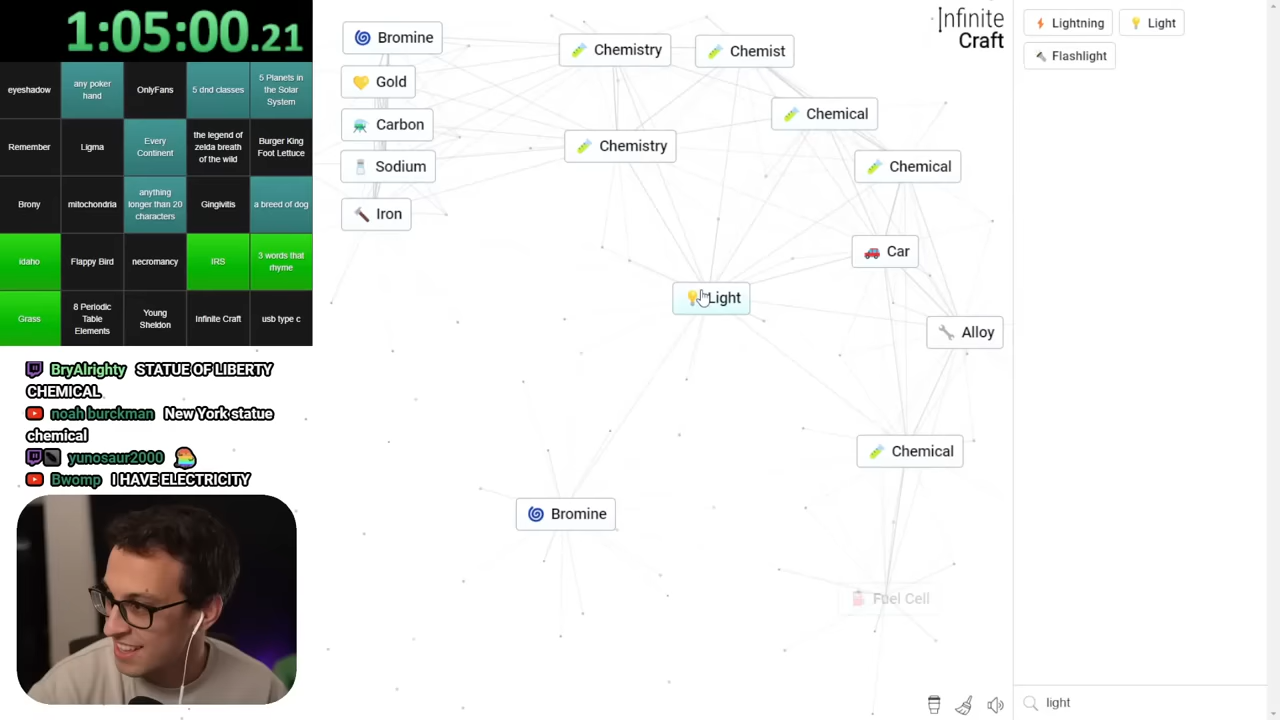 1:05:00.21
eyeshadow
any poker
hand
OnlyFans
5 dnd classes
5 Planets in
the Solar
System
Remember
Ligma
Every
Continent
the legend of
zelda breath
of the wild
Burger King
Foot Lettuce
Brony
mitochondria
anything
longer than 20
characters
Gingivitis
a breed of dog
idaho
Flappy Bird
necromancy
IRS
3 words that
rhyme
Grass
8 Periodic
Table
Elements
Young
Sheldon
Infinite Craft
usb type c
BryAlrighty STATUE OF LIBERTY
CHEMICAL
noah burckman New York statue
chemical
yunosaur2000
Bwomp I HAVE ELECTRICITY
Bromine
Gold
Carbon
Sodium
Iron
Chemistry
Chemist
Chemical
Chemistry
Chemical
Car
Light
Alloy
Chemical
Bromine
Fuel Cell
Infinite
Craft
Lightning
Light
Flashlight
light